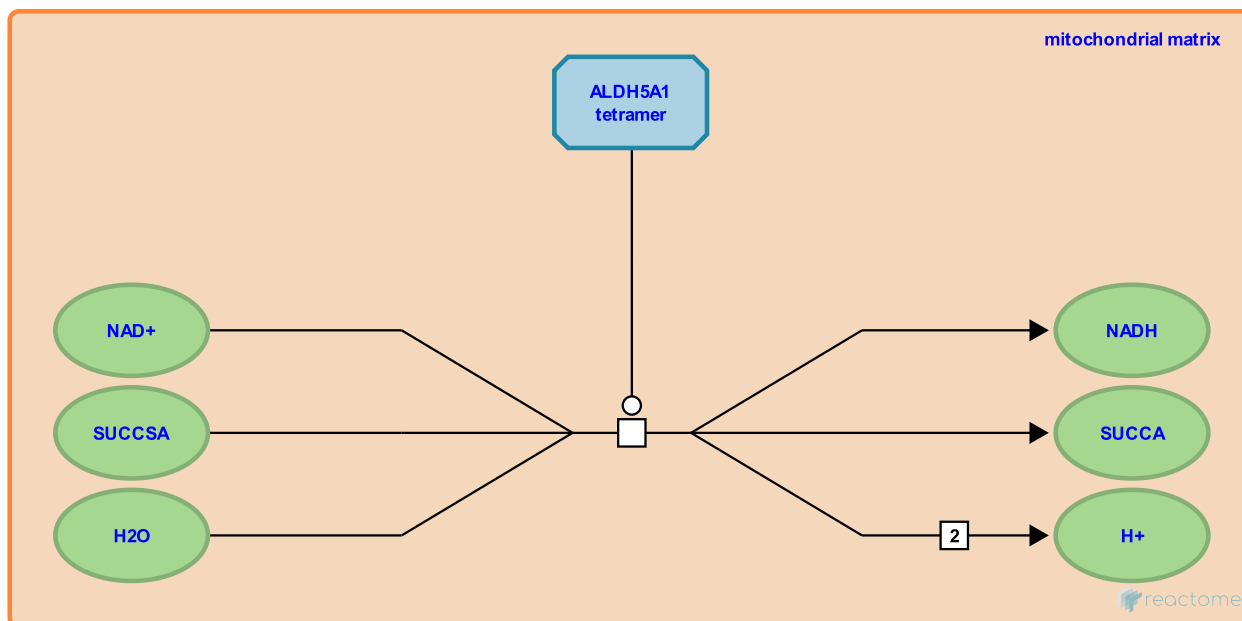 mitochondrial matrix
ALDH5A1
tetramer
NAD+
NADH
SUCCSA
SUCCA
H2O
2
H+
reactome